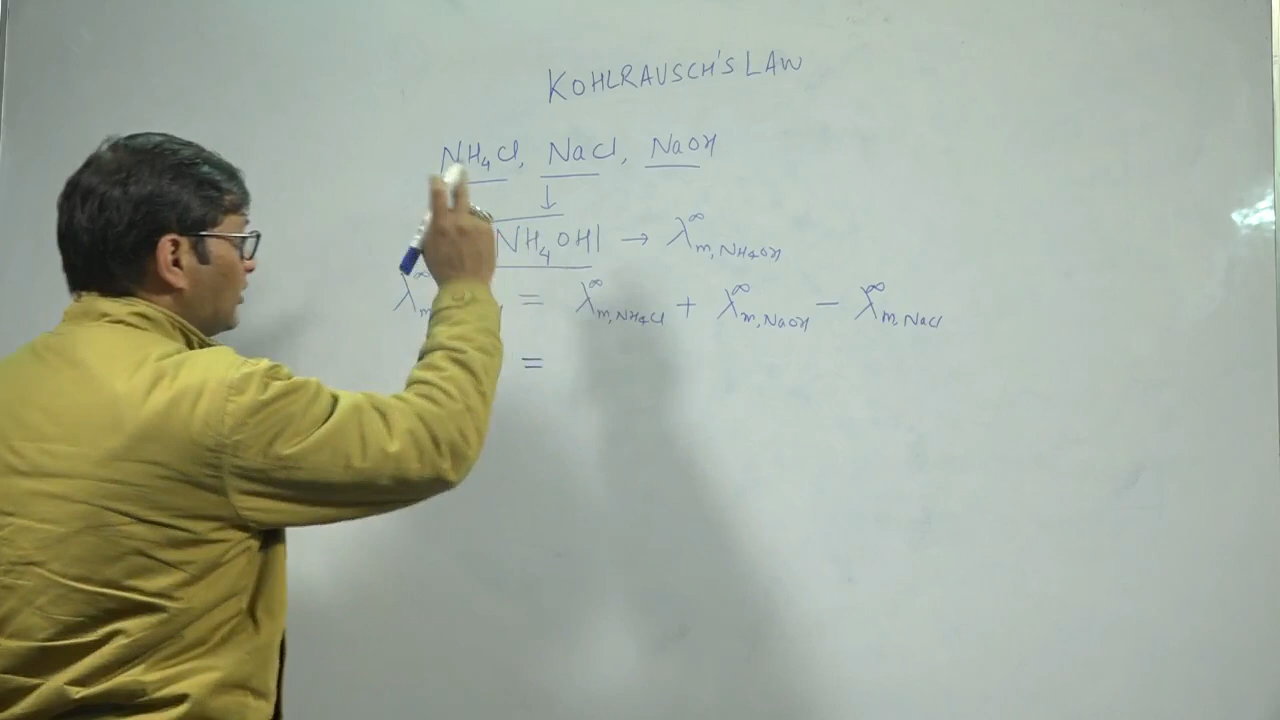 KOHLRAUSCH'S LAW
NH₄Cl, NaCl, NaOH
↓
NH₄OH → λ^∞ m,NH₄OH
λ^∞ m = λ^∞ m,NH₄Cl + λ^∞ m,NaOH − λ^∞ m,NaCl
=